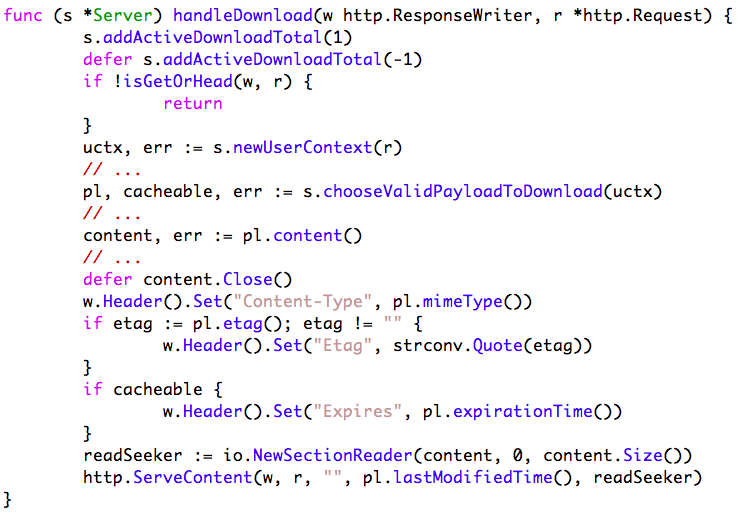 func (s *Server) handleDownload(w http.ResponseWriter, r *http.Request) {
        s.addActiveDownloadTotal(1)
        defer s.addActiveDownloadTotal(-1)
        if !isGetOrHead(w, r) {
                return
        }
        uctx, err := s.newUserContext(r)
        // ...
        pl, cacheable, err := s.chooseValidPayloadToDownload(uctx)
        // ...
        content, err := pl.content()
        // ...
        defer content.Close()
        w.Header().Set("Content-Type", pl.mimeType())
        if etag := pl.etag(); etag != "" {
                w.Header().Set("Etag", strconv.Quote(etag))
        }
        if cacheable {
                w.Header().Set("Expires", pl.expirationTime())
        }
        readSeeker := io.NewSectionReader(content, 0, content.Size())
        http.ServeContent(w, r, "", pl.lastModifiedTime(), readSeeker)
}